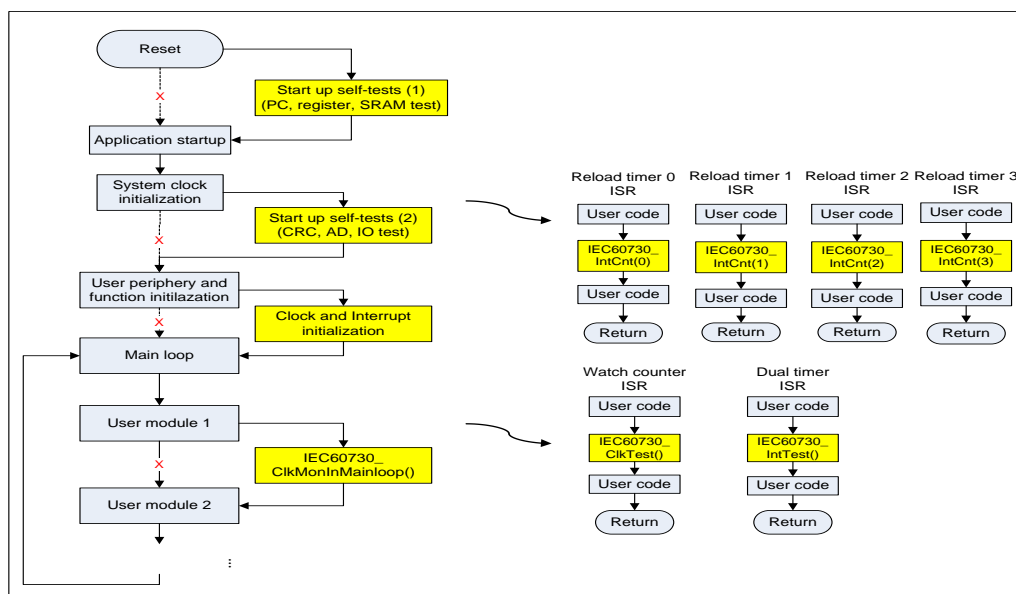 Reset
Start up self-tests (1)
(PC, register, SRAM test)
×
Application startup
System clock
initialization
Start up self-tests (2)
(CRC, AD, IO test)
×
User periphery and
function initilazation
Clock and Interrupt
initialization
×
Main loop
User module 1
IEC60730_
ClkMonInMainloop()
×
User module 2
...
Reload timer 0
ISR
User code
IEC60730_
IntCnt(0)
User code
Return
Reload timer 1
ISR
User code
IEC60730_
IntCnt(1)
User code
Return
Reload timer 2
ISR
User code
IEC60730_
IntCnt(2)
User code
Return
Reload timer 3
ISR
User code
IEC60730_
IntCnt(3)
User code
Return
Watch counter
ISR
User code
IEC60730_
ClkTest()
User code
Return
Dual timer
ISR
User code
IEC60730_
IntTest()
User code
Return